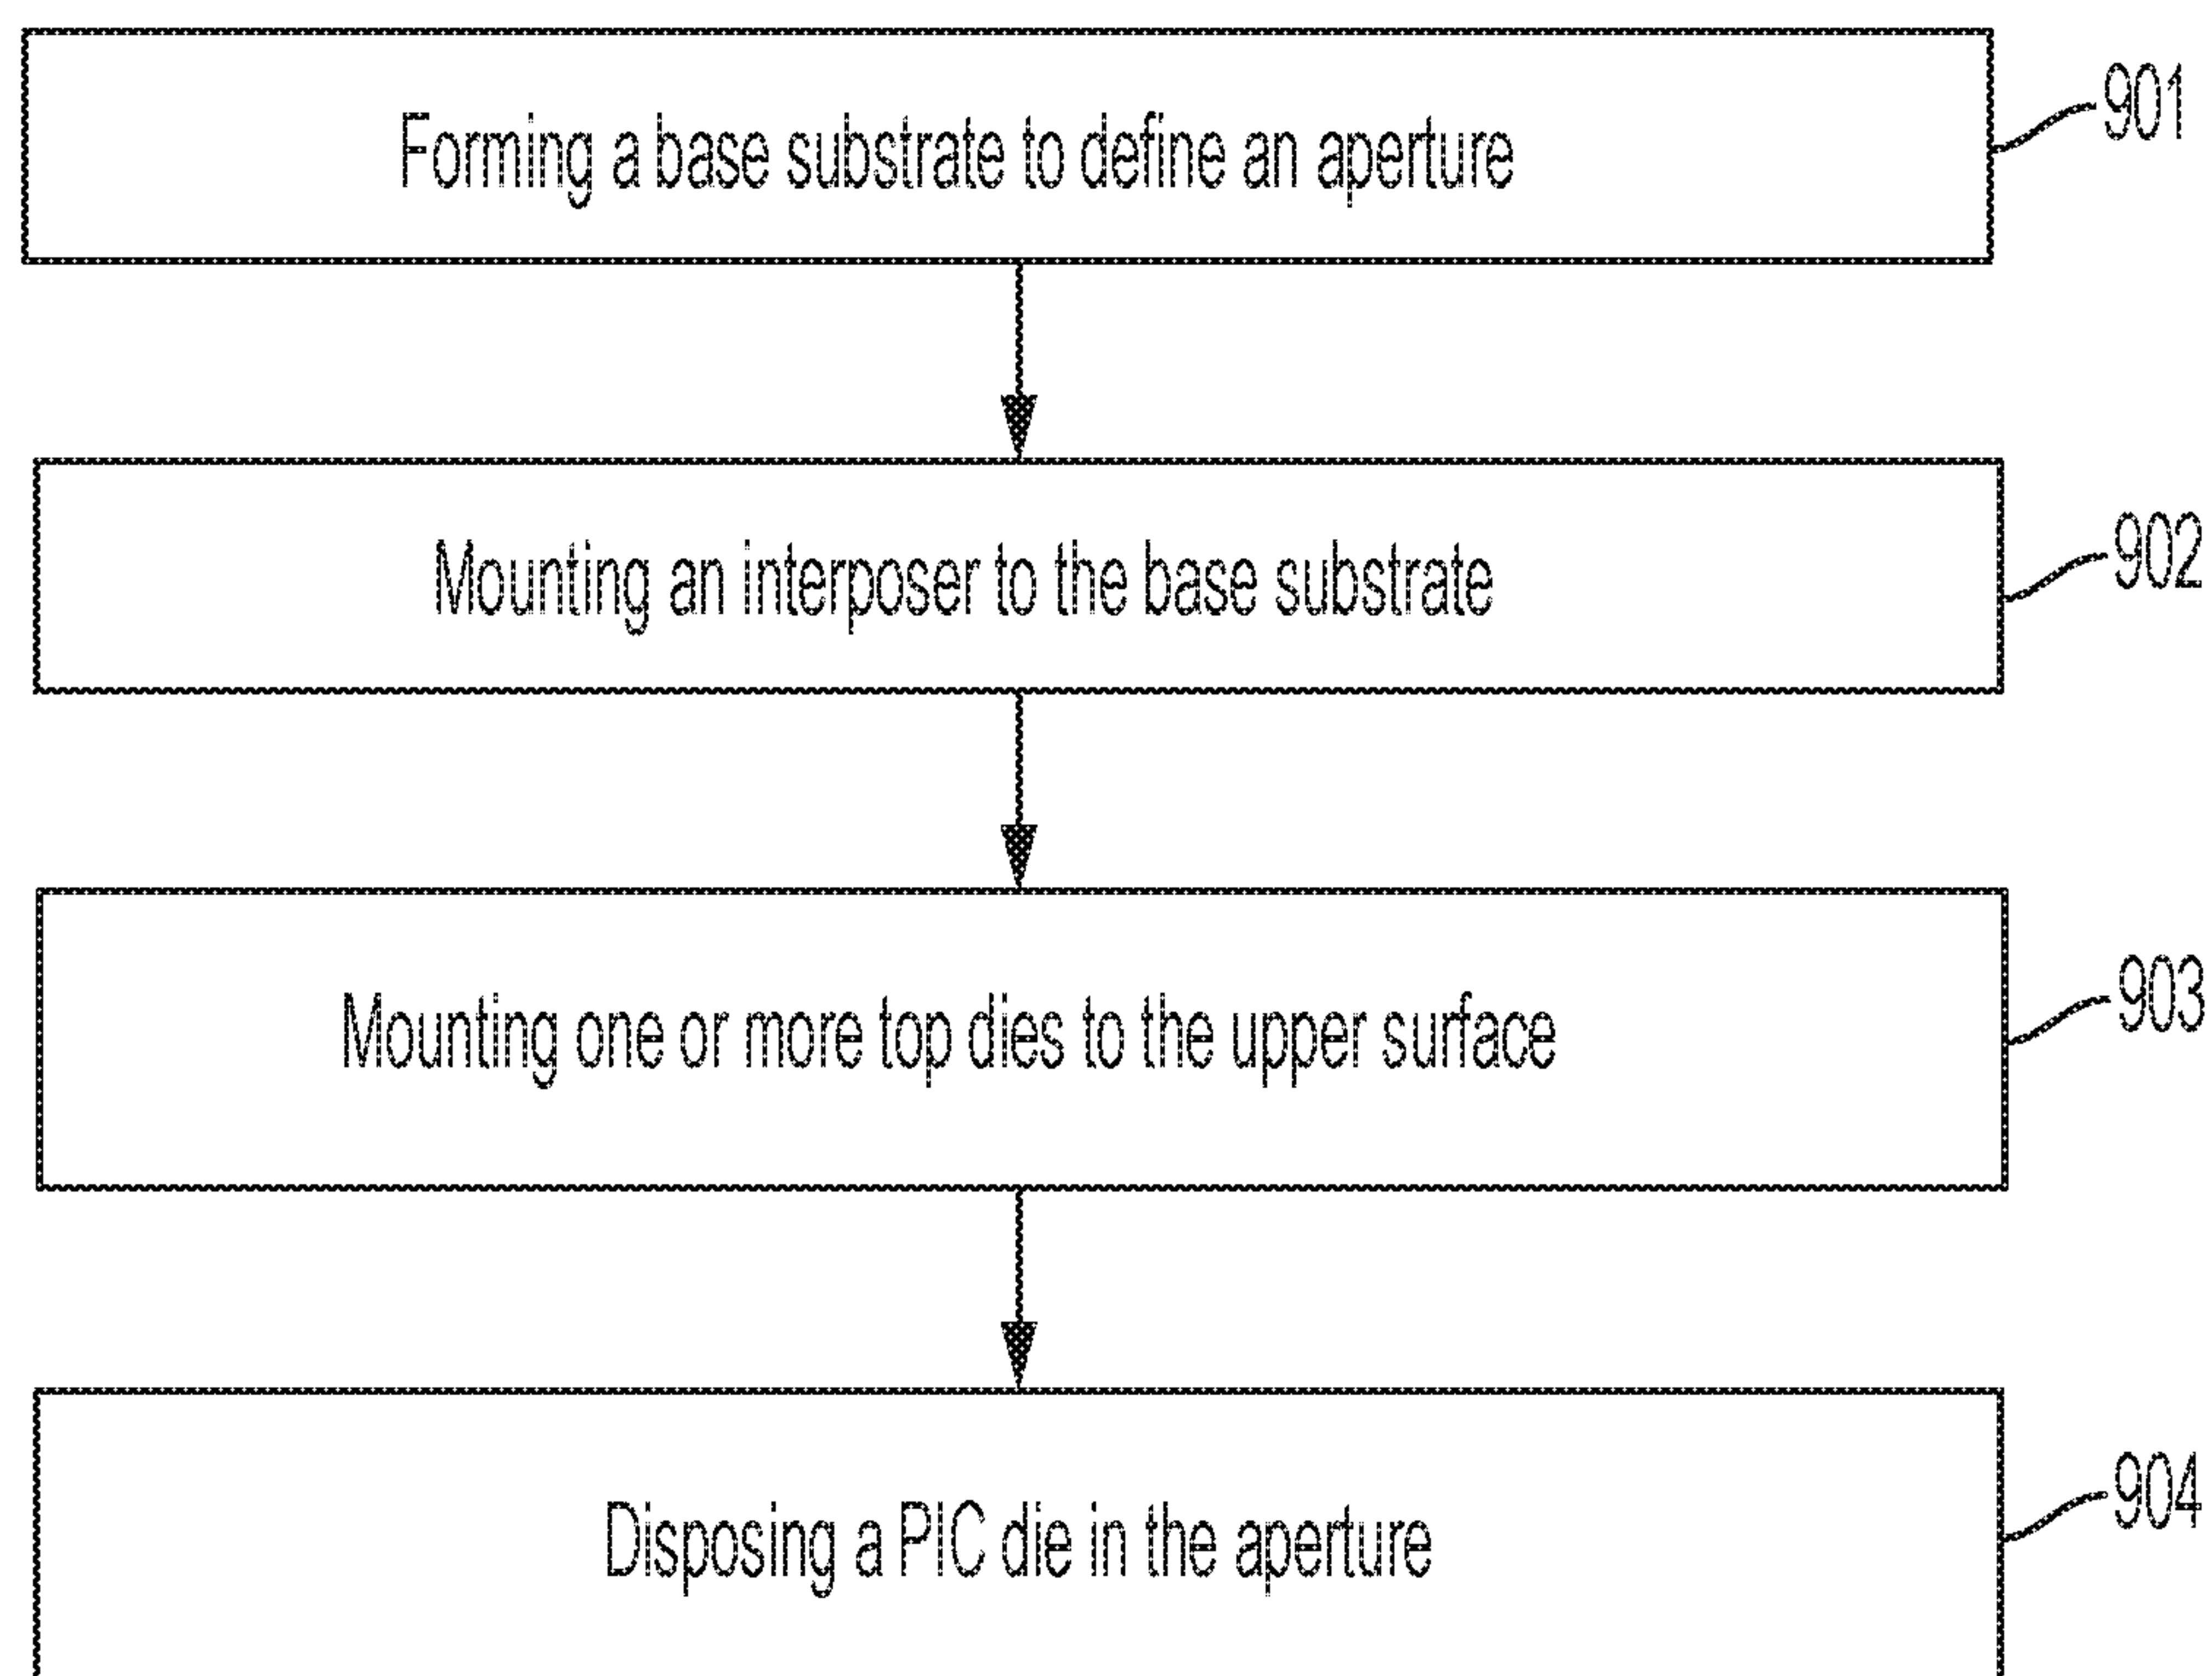 Forming a base substrate to define an aperture
901
Mounting an interposer to the base substrate
902
Mounting one or more top dies to the upper surface
903
Disposing a PIC die in the aperture
904